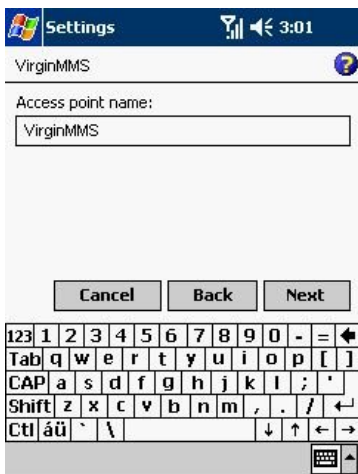 Settings 3:01
VirginMMS
Access point name:
VirginMMS
Cancel Back Next
123 1 2 3 4 5 6 7 8 9 0 - =
Tab q w e r t y u i o p [ ]
CAP a s d f g h j k l ; '
Shift z x c v b n m , . /
Ctl áü ` \